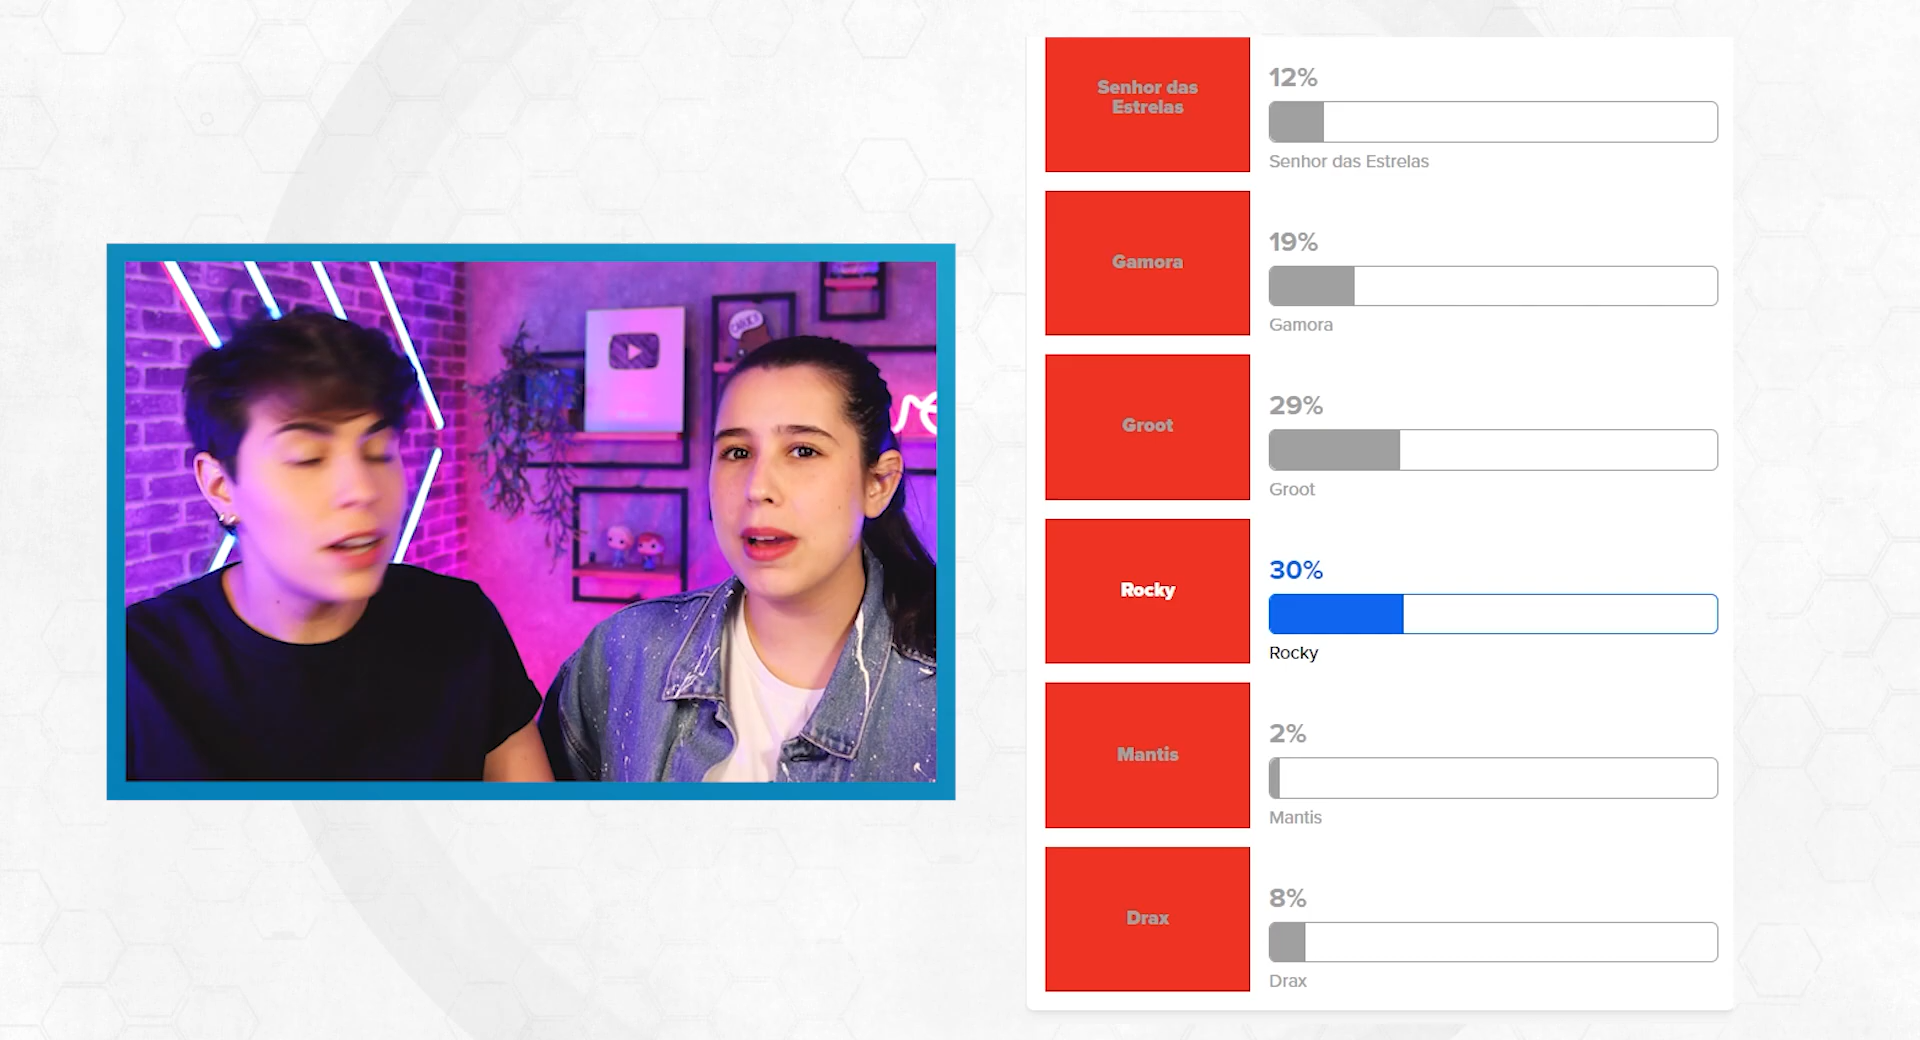 Senhor das
Estrelas
12%
Senhor das Estrelas
Gamora
19%
Gamora
Groot
29%
Groot
Rocky
30%
Rocky
Mantis
2%
Mantis
Drax
8%
Drax